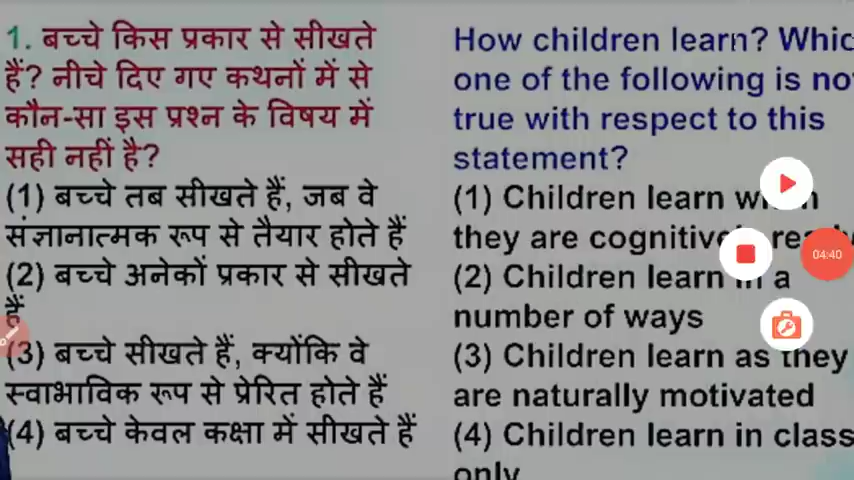 1. बच्चे किस प्रकार से सीखते
हैं? नीचे दिए गए कथनों में से
कौन-सा इस प्रश्न के विषय में
सही नहीं है?
(1) बच्चे तब सीखते हैं, जब वे
संज्ञानात्मक रूप से तैयार होते हैं
(2) बच्चे अनेकों प्रकार से सीखते
हैं
(3) बच्चे सीखते हैं, क्योंकि वे
स्वाभाविक रूप से प्रेरित होते हैं
(4) बच्चे केवल कक्षा में सीखते हैं
How children learn?
one of the following is
true with respect to this
statement?
(1) Children learn
they are
(2) Children learn in a
number of ways
(3) Children learn as they
are naturally motivated
(4) Children learn in class
only
04:40